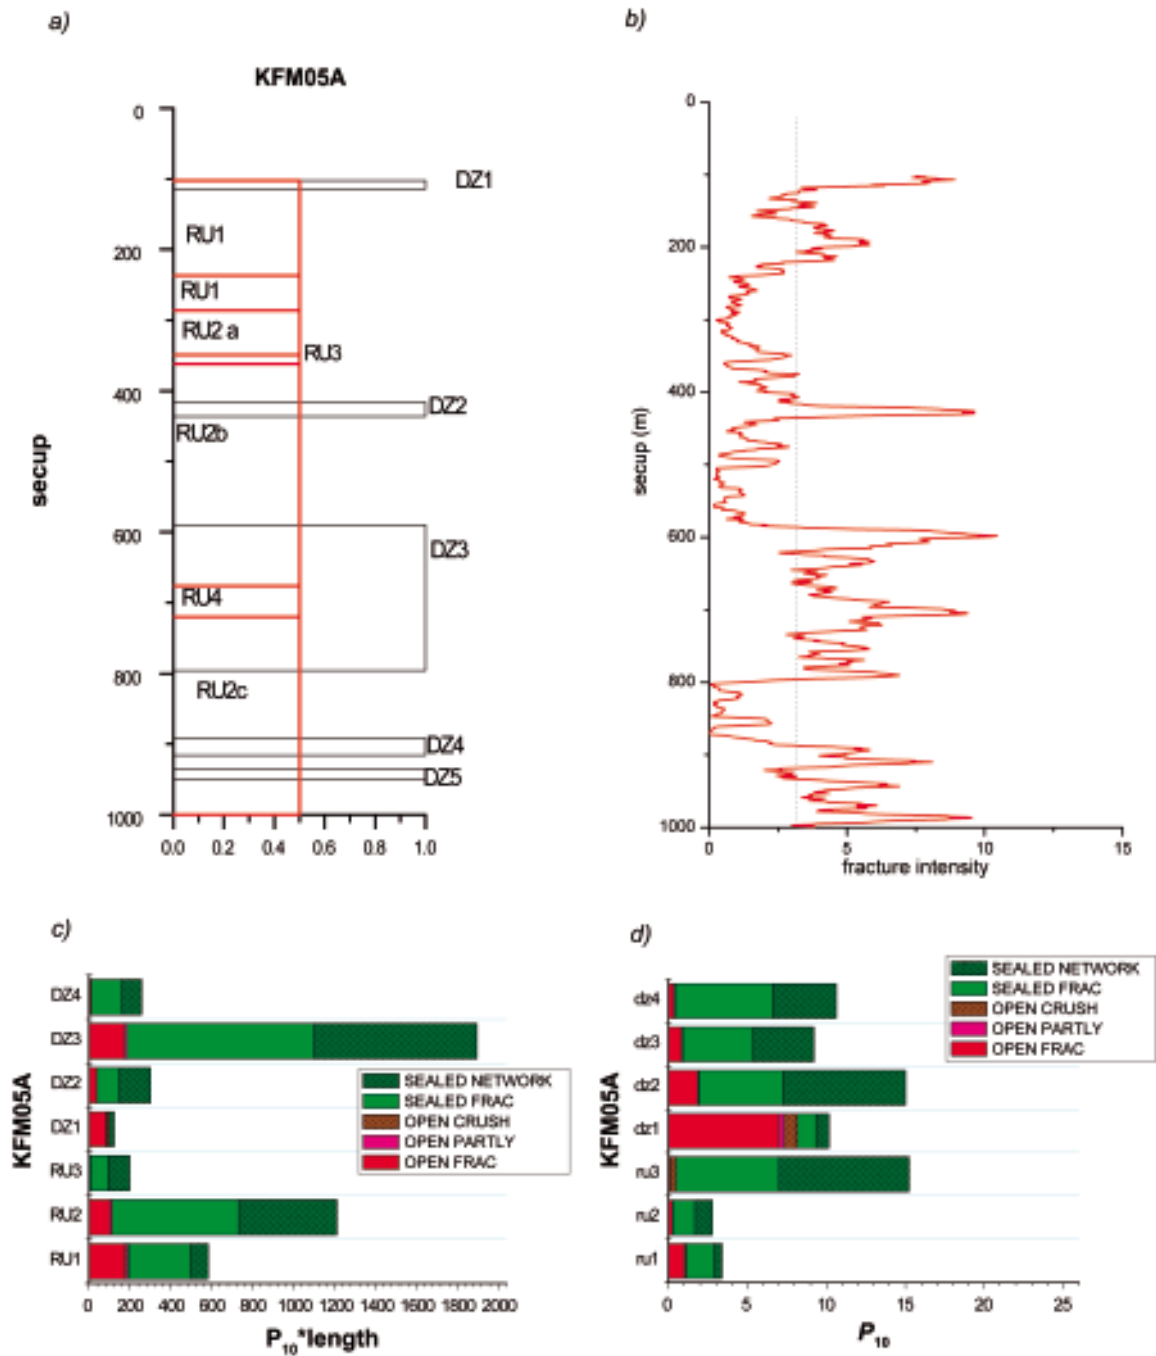 a)
KFM05A
0
200
400
600
800
1000
secup
DZ1
RU1
RU1
RU2 a
RU3
DZ2
RU2b
DZ3
RU4
RU2c
DZ4
DZ5
0.0 0.2 0.4 0.6 0.8 1.0
b)
0
200
400
600
800
1000
secup (m)
0 5 10 15
fracture intensity
c)
KFM05A
DZ4
DZ3
DZ2
DZ1
RU3
RU2
RU1
SEALED NETWORK
SEALED FRAC
OPEN CRUSH
OPEN PARTLY
OPEN FRAC
0 200 400 600 800 1000 1200 1400 1600 1800 2000
P10*length
d)
SEALED NETWORK
SEALED FRAC
OPEN CRUSH
OPEN PARTLY
OPEN FRAC
KFM05A
dz4
dz3
dz2
dz1
ru3
ru2
ru1
0 5 10 15 20 25
P10